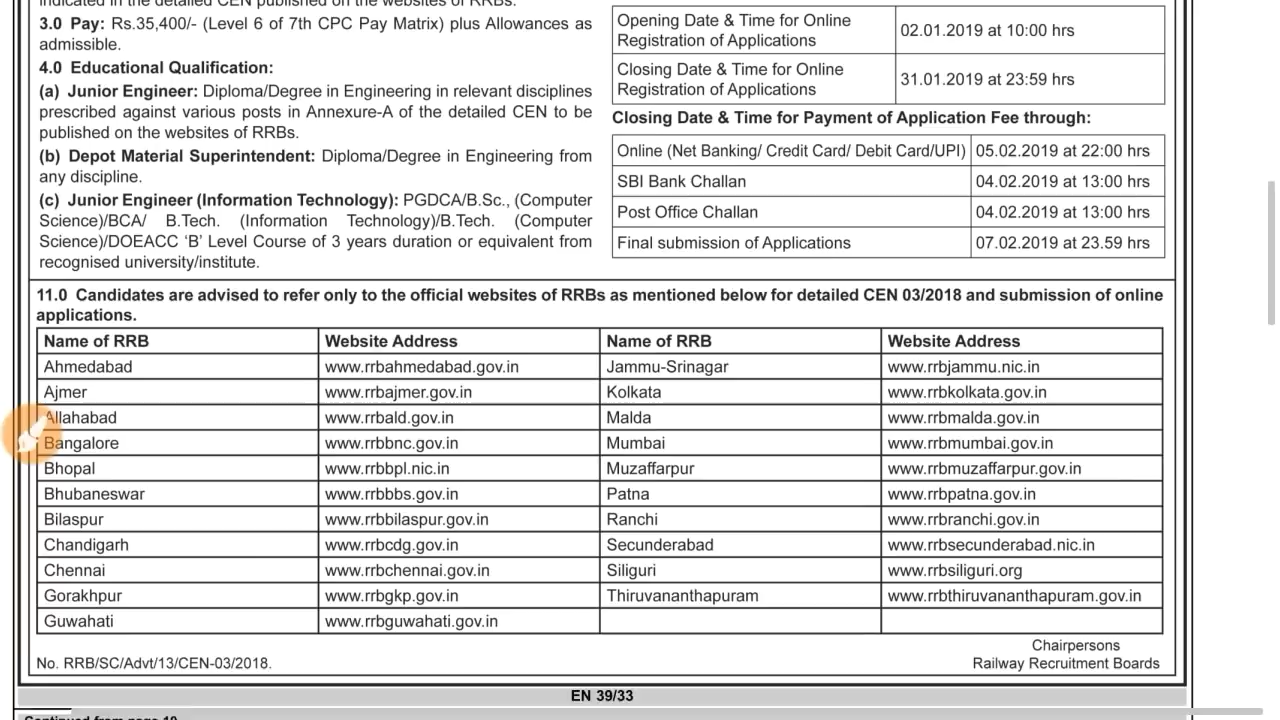 indicated in the detailed CEN published on the websites of RRBs.
3.0 Pay: Rs.35,400/- (Level 6 of 7th CPC Pay Matrix) plus Allowances as
admissible.
4.0 Educational Qualification:
(a) Junior Engineer: Diploma/Degree in Engineering in relevant disciplines
prescribed against various posts in Annexure-A of the detailed CEN to be
published on the websites of RRBs.
(b) Depot Material Superintendent: Diploma/Degree in Engineering from
any discipline.
(c) Junior Engineer (Information Technology): PGDCA/B.Sc., (Computer
Science)/BCA/ B.Tech. (Information Technology)/B.Tech. (Computer
Science)/DOEACC ‘B’ Level Course of 3 years duration or equivalent from
recognised university/institute.
Opening Date & Time for Online
Registration of Applications
02.01.2019 at 10:00 hrs
Closing Date & Time for Online
Registration of Applications
31.01.2019 at 23:59 hrs
Closing Date & Time for Payment of Application Fee through:
Online (Net Banking/ Credit Card/ Debit Card/UPI) 05.02.2019 at 22:00 hrs
SBI Bank Challan 04.02.2019 at 13:00 hrs
Post Office Challan 04.02.2019 at 13:00 hrs
Final submission of Applications 07.02.2019 at 23.59 hrs
11.0 Candidates are advised to refer only to the official websites of RRBs as mentioned below for detailed CEN 03/2018 and submission of online
applications.
Name of RRB Website Address Name of RRB Website Address
Ahmedabad www.rrbahmedabad.gov.in Jammu-Srinagar www.rrbjammu.nic.in
Ajmer www.rrbajmer.gov.in Kolkata www.rrbkolkata.gov.in
Allahabad www.rrbald.gov.in Malda www.rrbmalda.gov.in
Bangalore www.rrbbnc.gov.in Mumbai www.rrbmumbai.gov.in
Bhopal www.rrbbpl.nic.in Muzaffarpur www.rrbmuzaffarpur.gov.in
Bhubaneswar www.rrbbbs.gov.in Patna www.rrbpatna.gov.in
Bilaspur www.rrbbilaspur.gov.in Ranchi www.rrbranchi.gov.in
Chandigarh www.rrbcdg.gov.in Secunderabad www.rrbsecunderabad.nic.in
Chennai www.rrbchennai.gov.in Siliguri www.rrbsiliguri.org
Gorakhpur www.rrbgkp.gov.in Thiruvananthapuram www.rrbthiruvananthapuram.gov.in
Guwahati www.rrbguwahati.gov.in
No. RRB/SC/Advt/13/CEN-03/2018.
Chairpersons
Railway Recruitment Boards
EN 39/33
Continued from page 10